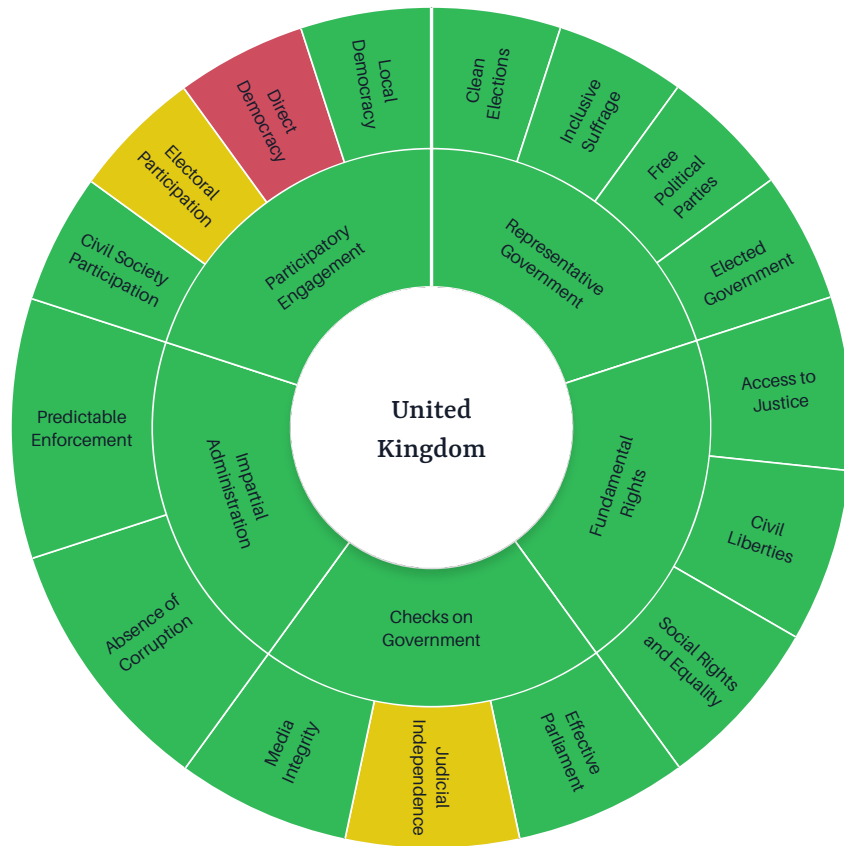 United
Kingdom
Representative
Government
Fundamental
Rights
Checks on
Government
Impartial
Administration
Participatory
Engagement
Clean
Elections
Inclusive
Suffrage
Free
Political
Parties
Elected
Government
Access to
Justice
Civil
Liberties
Social Rights
and Equality
Effective
Parliament
Judicial
Independence
Media
Integrity
Absence of
Corruption
Predictable
Enforcement
Civil Society
Participation
Electoral
Participation
Direct
Democracy
Local
Democracy